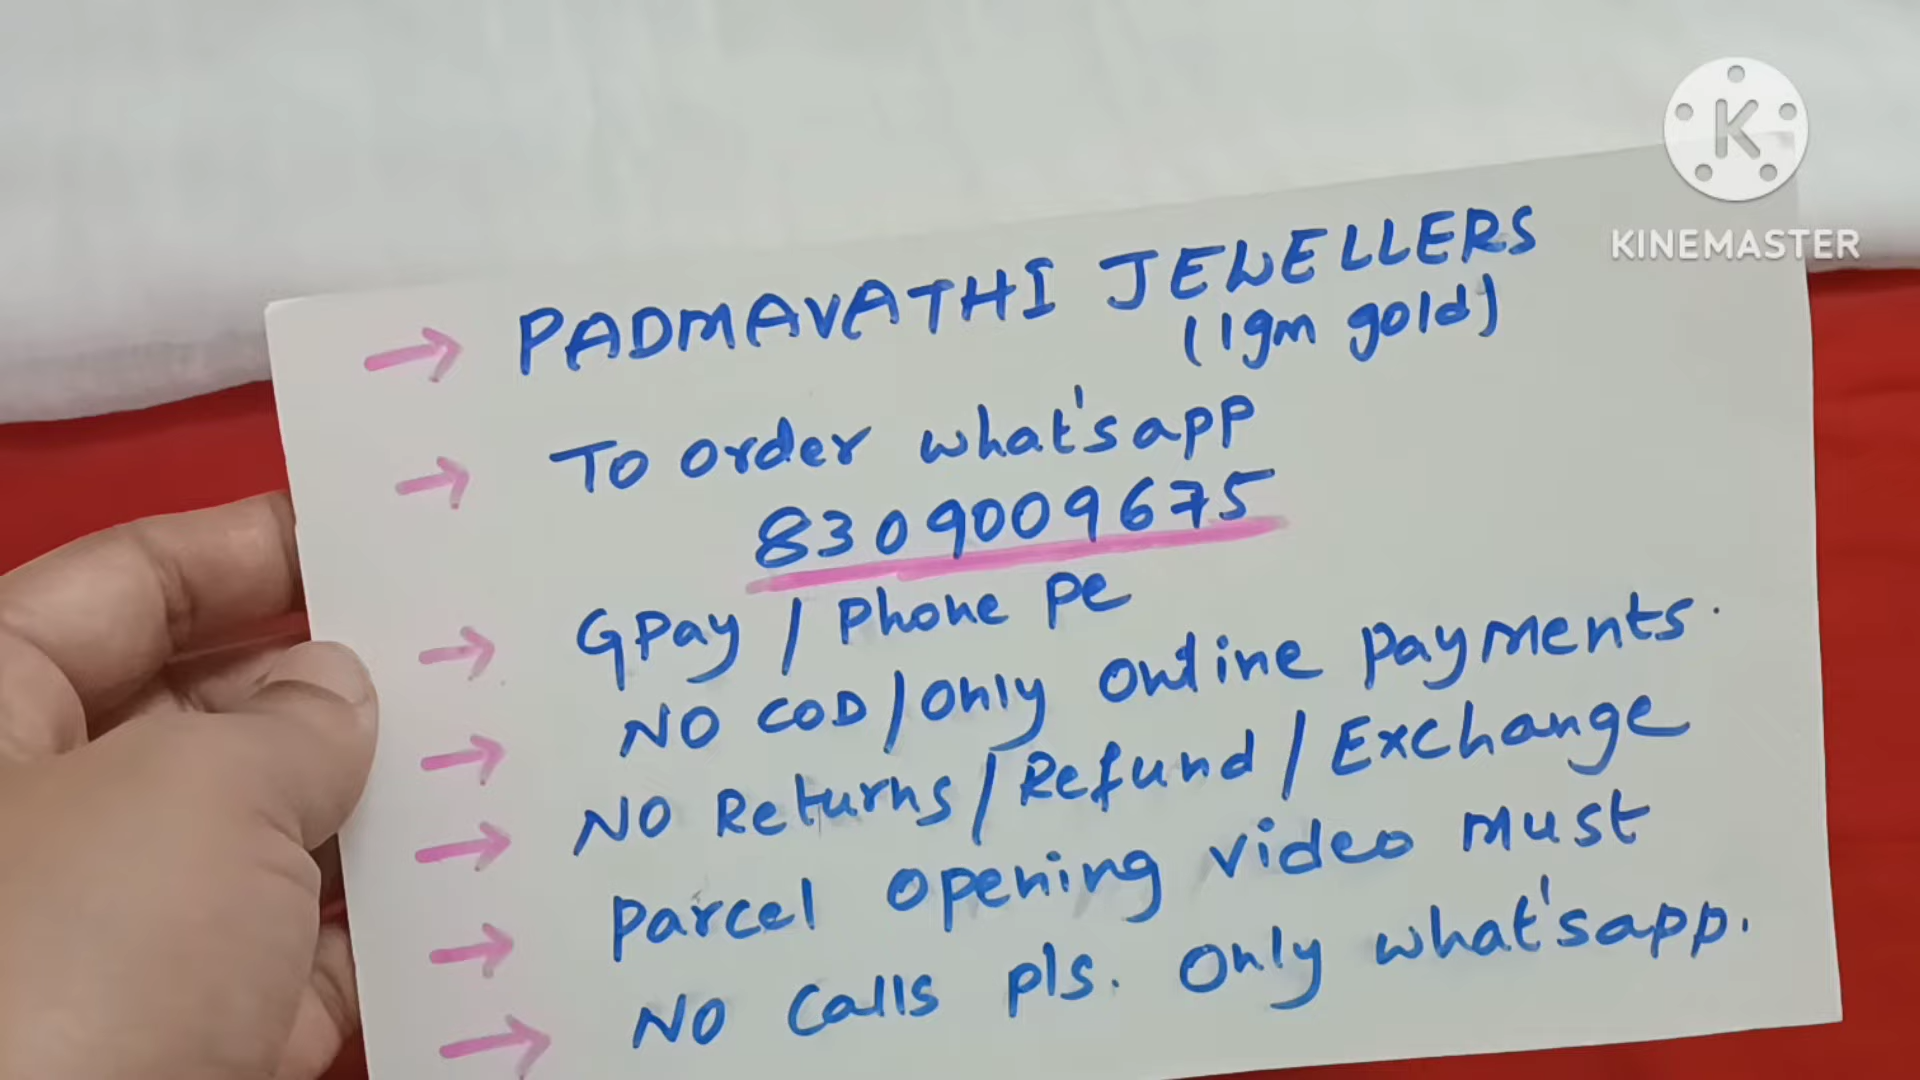 KINEMASTER
PADMAVATHI JEWELLERS
(1gm gold)
To order what'sapp
8309009675
GPay / Phone Pe
NO COD/only online payments.
NO Returns/Refund/Exchange
parcel opening video must
NO calls pls. only what'sapp.